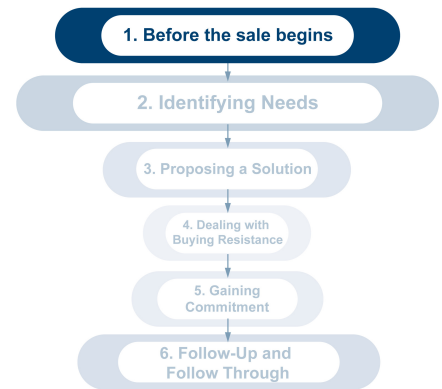 1. Before the sale begins
2. Identifying Needs
3. Proposing a Solution
4. Dealing with
Buying Resistance
5. Gaining
Commitment
6. Follow-Up and
Follow Through